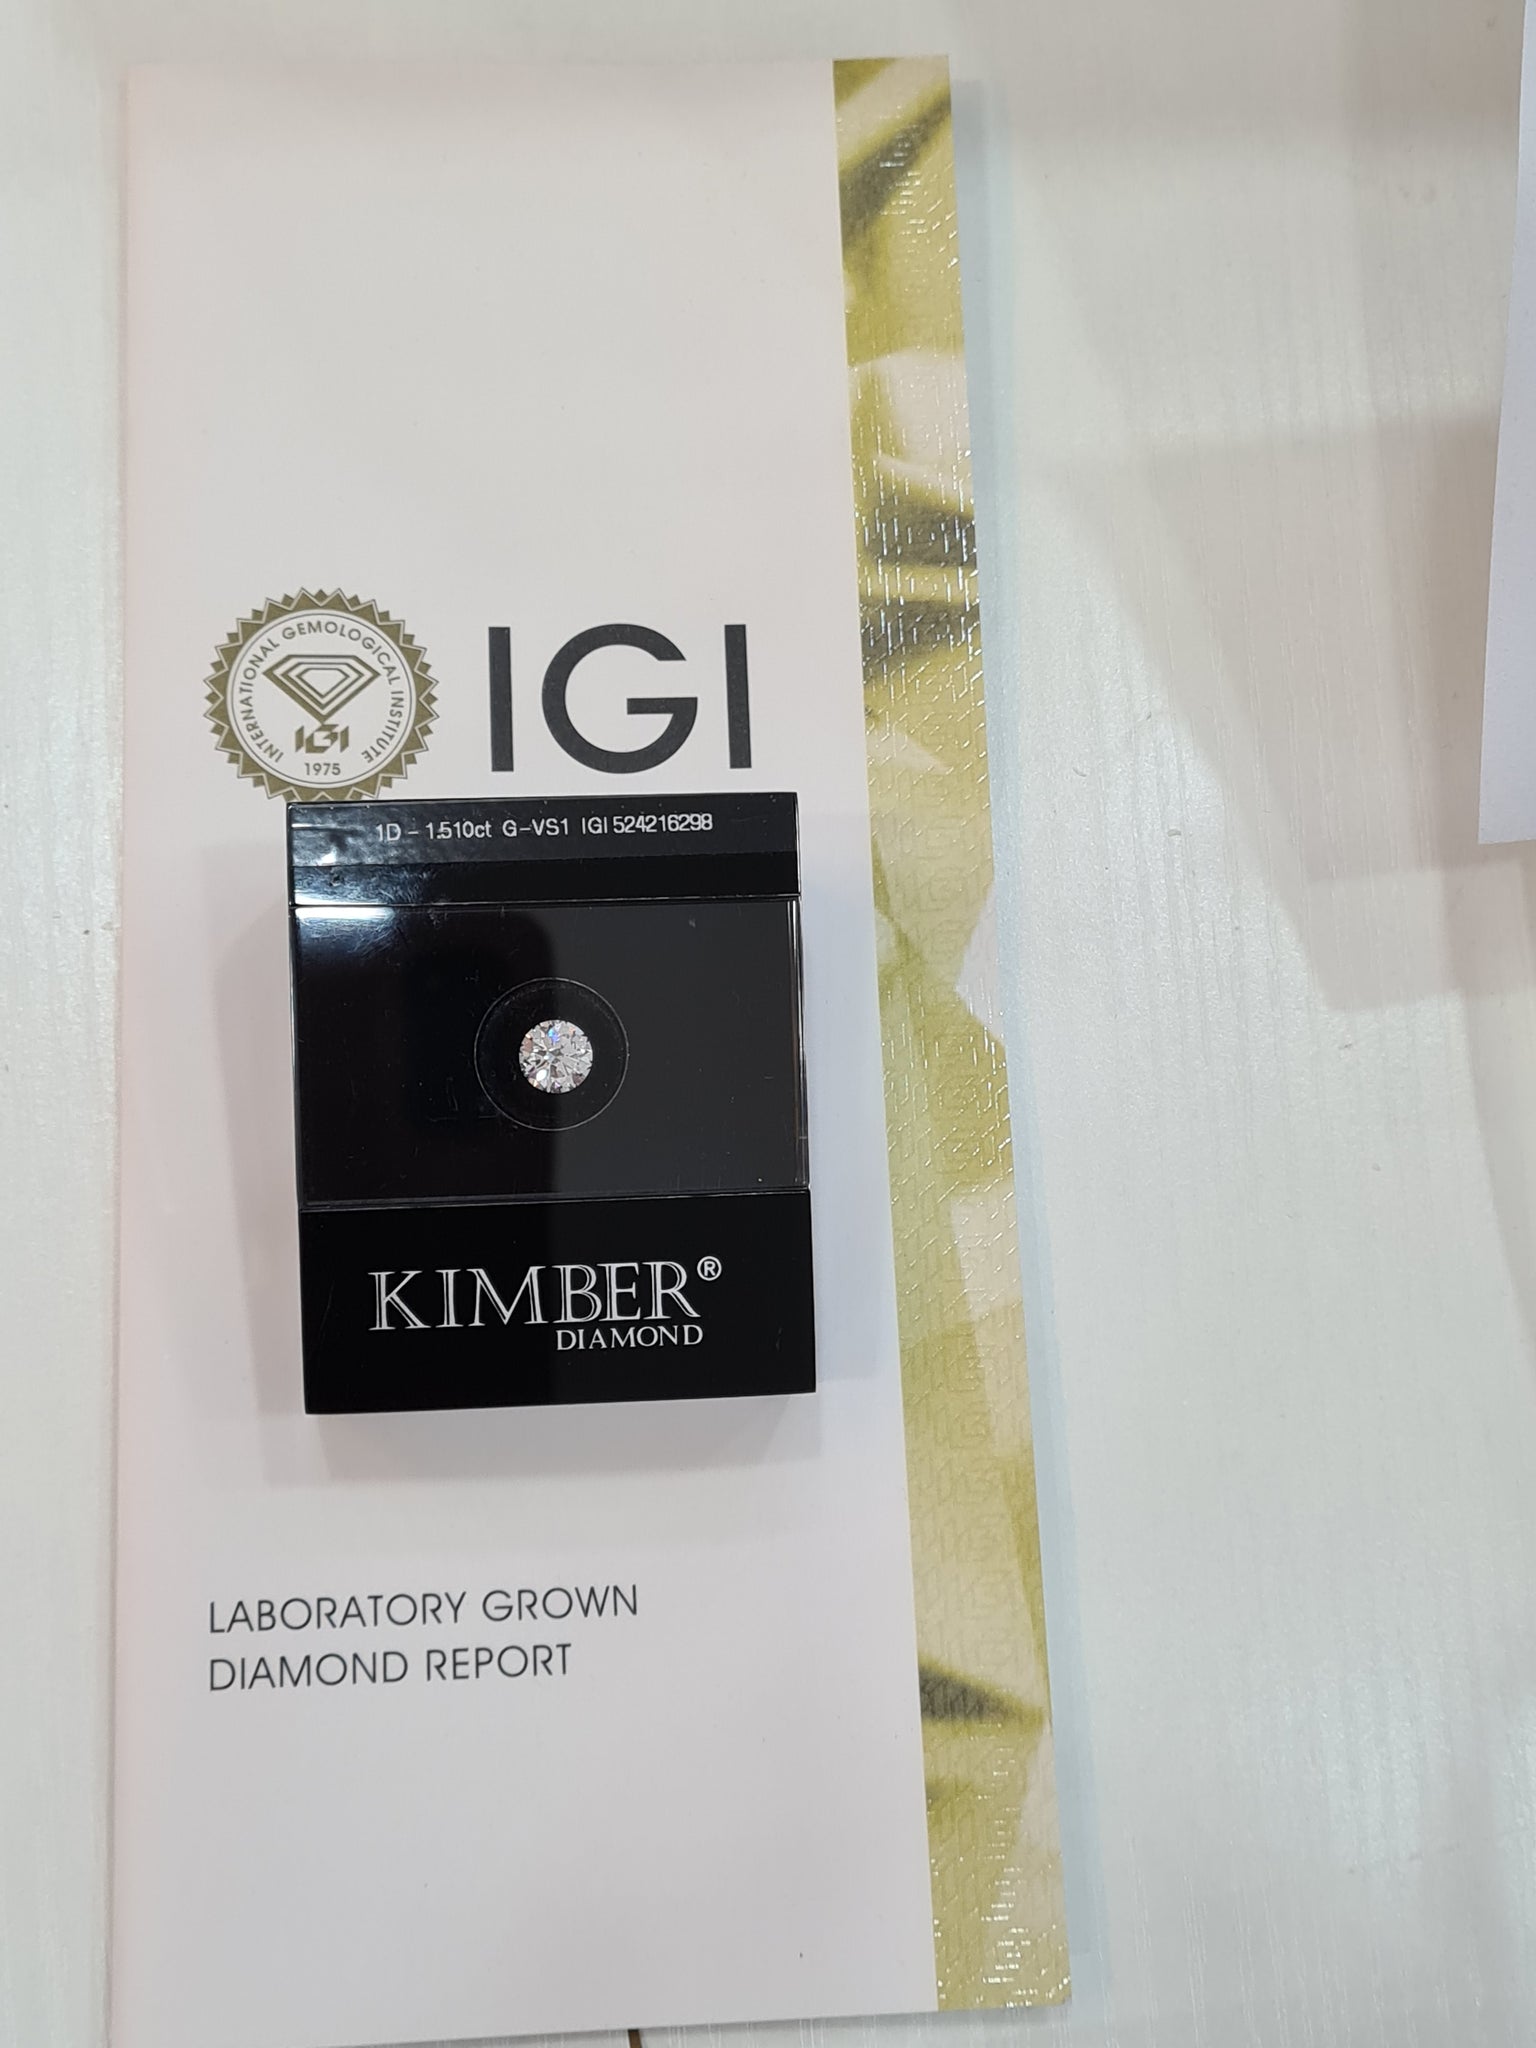 INTERNATIONAL GEMOLOGICAL INSTITUTE
IGI
1975
IGI
1D - 1.510ct G-VS1 IGI 524216298
KIMBER®
DIAMOND
LABORATORY GROWN
DIAMOND REPORT